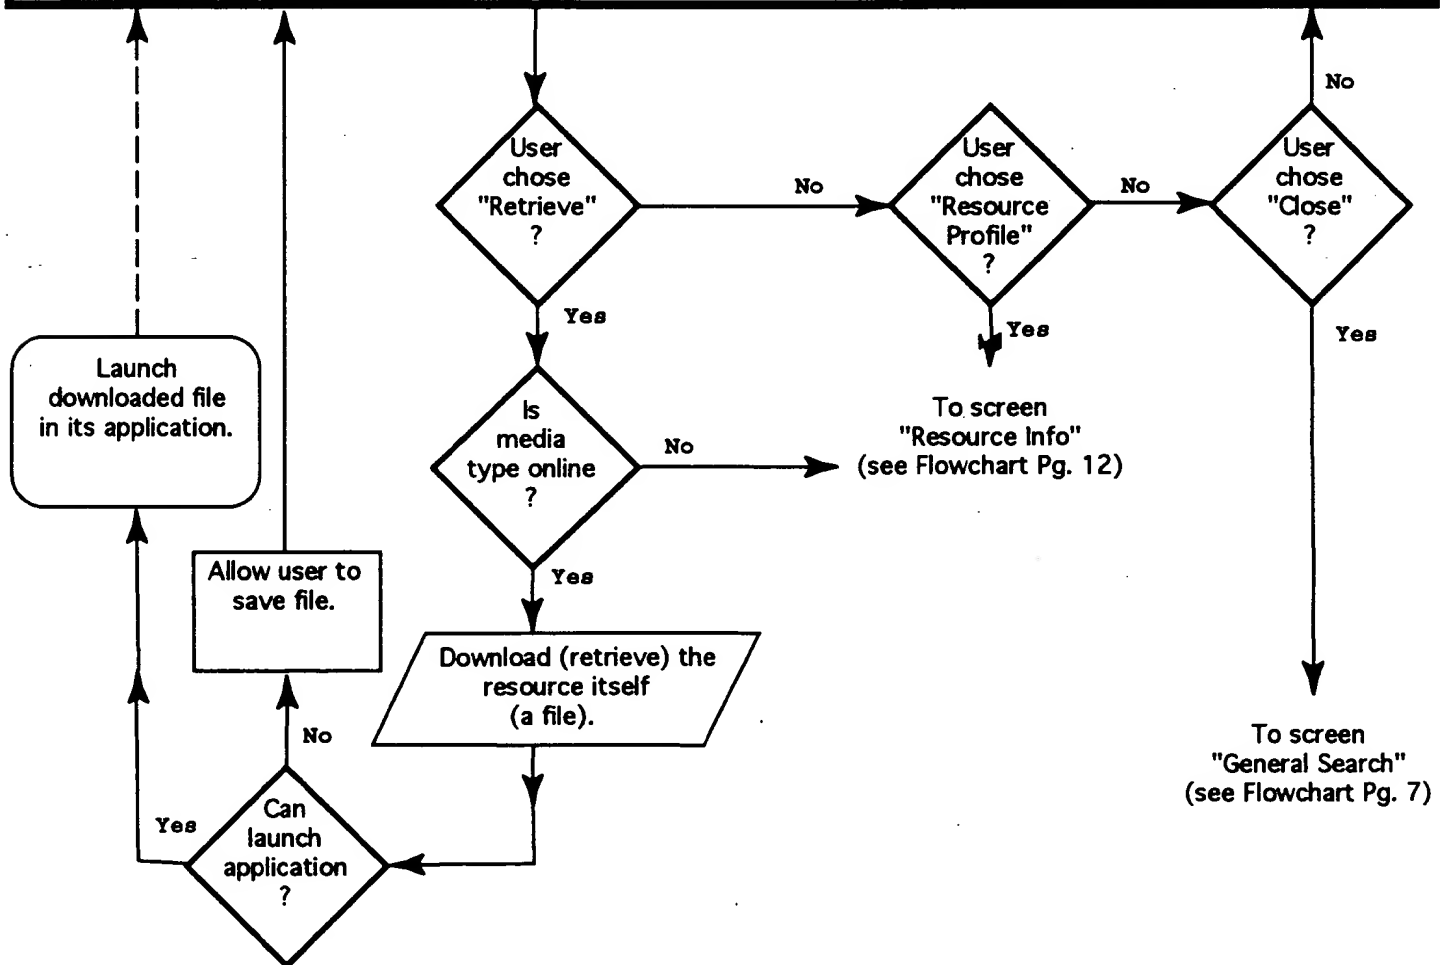 No
User
chose
"Retrieve"
?
No
User
chose
"Resource
Profile"
?
No
User
chose
"Close"
?
Yes
Yes
Yes
Launch
downloaded file
in its application.
Is
media
type online
?
No
To screen
"Resource Info"
(see Flowchart Pg. 12)
Yes
Allow user to
save file.
Download (retrieve) the
resource itself
(a file).
No
To screen
"General Search"
(see Flowchart Pg. 7)
Yes
Can
launch
application
?